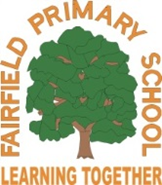 FAIRFIELD PRIMARY SCHOOL
LEARNING TOGETHER